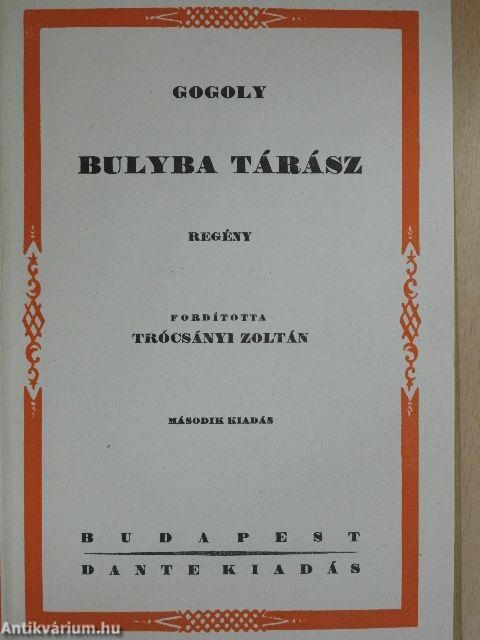 GOGOLY
BULYBA TÁRÁSZ
REGÉNY
FORDÍTOTTA
TRÓCSÁNYI ZOLTÁN
MÁSODIK KIADÁS
BUDAPEST
DANTE KIADÁS
Antikvárium.hu